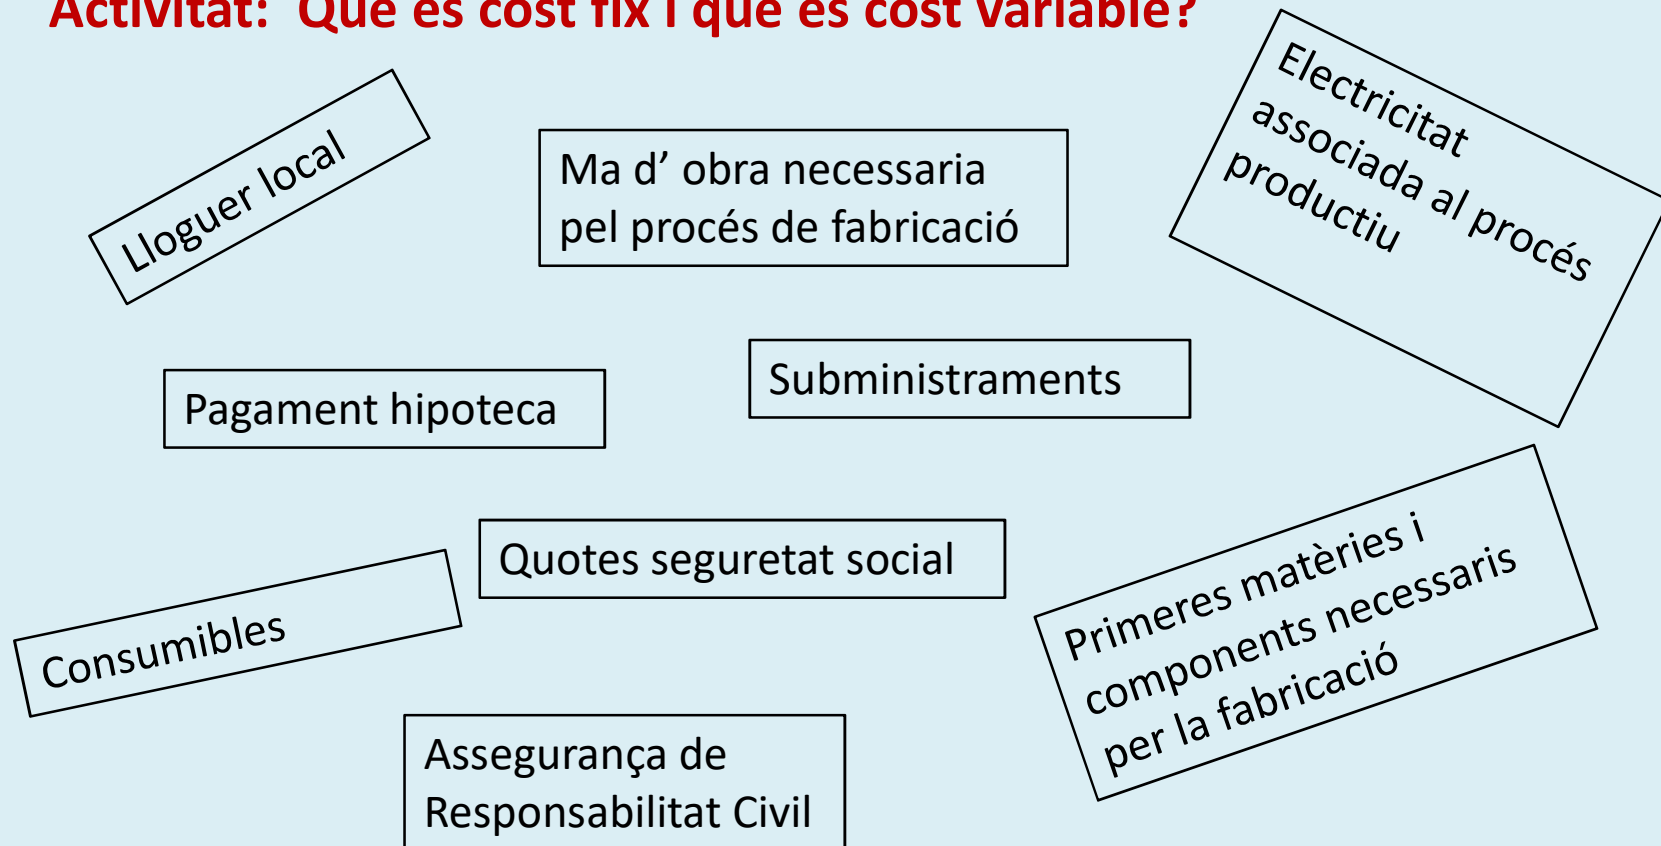 Activitat: Què és cost fix i què és cost variable?
Lloguer local
Ma d’ obra necessaria
pel procés de fabricació
Electricitat
associada al procés
productiu
Pagament hipoteca
Subministraments
Quotes seguretat social
Consumibles
Primeres matèries i
components necessaris
per la fabricació
Assegurança de
Responsabilitat Civil